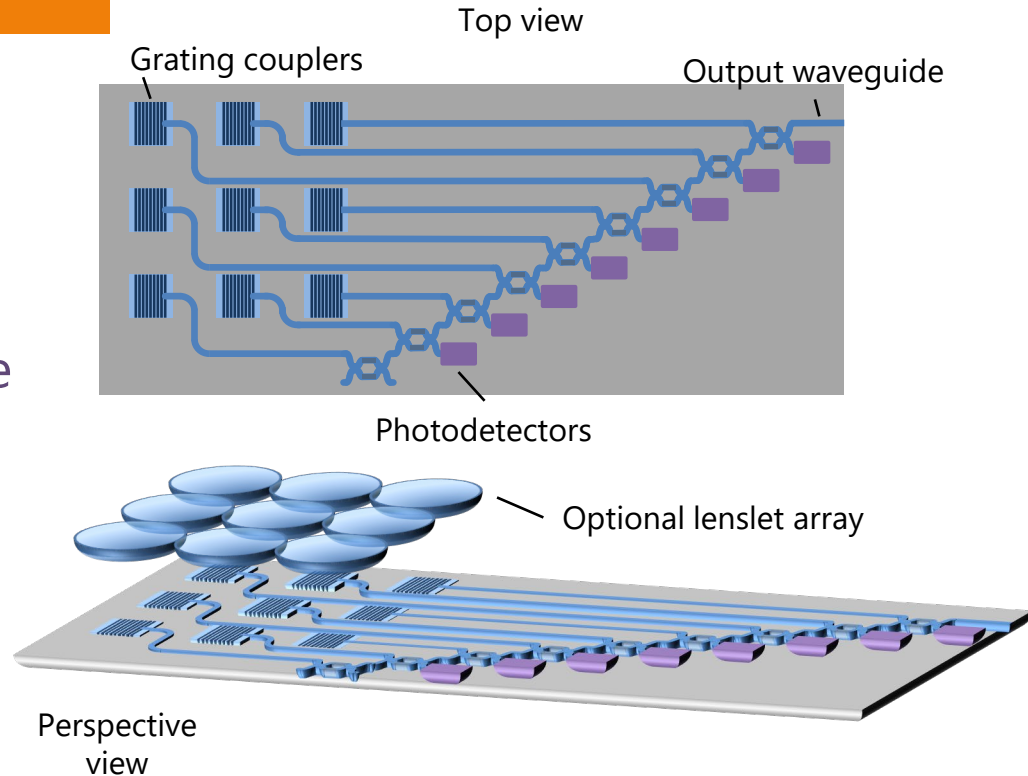 Top view
Grating couplers
Output waveguide
e
Photodetectors
Optional lenslet array
Perspective
view